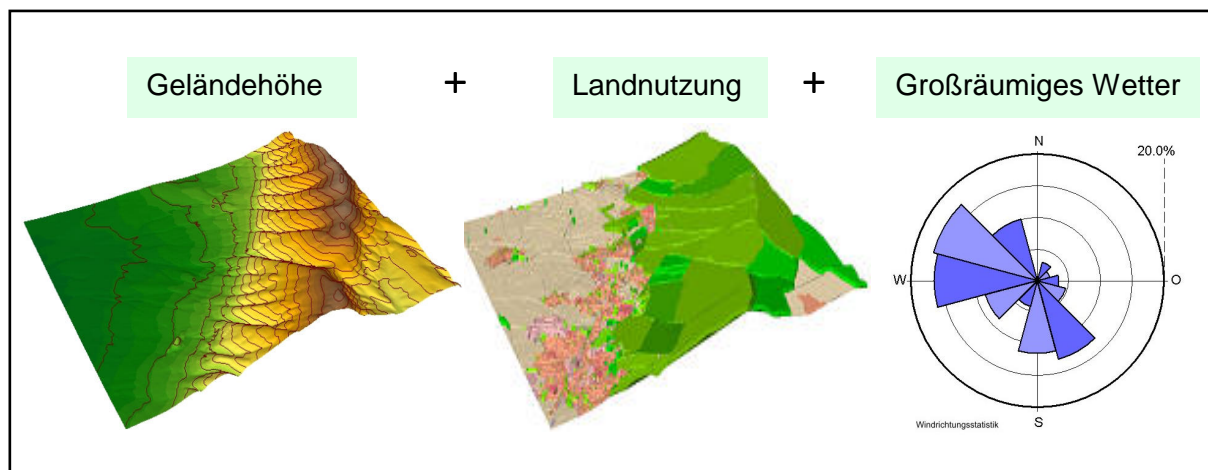 Geländehöhe + Landnutzung + Großräumiges Wetter
N
20.0%
W
O
S
Windrichtungsstatistik